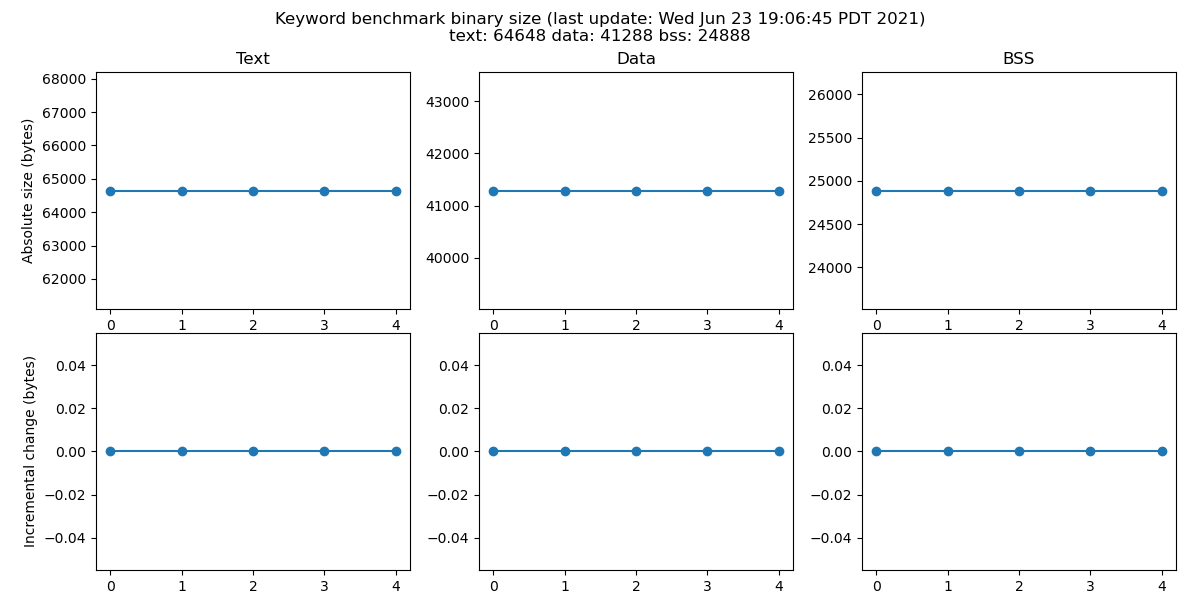 Keyword benchmark binary size (last update: Wed Jun 23 19:06:45 PDT 2021)
text: 64648 data: 41288 bss: 24888
Text
Data
BSS
Absolute size (bytes)
68000
67000
66000
65000
64000
63000
62000
0 1 2 3 4
43000
42000
41000
40000
0 1 2 3 4
26000
25500
25000
24500
24000
0 1 2 3 4
Incremental change (bytes)
0.04
0.02
0.00
−0.02
−0.04
0 1 2 3 4
0.04
0.02
0.00
−0.02
−0.04
0 1 2 3 4
0.04
0.02
0.00
−0.02
−0.04
0 1 2 3 4